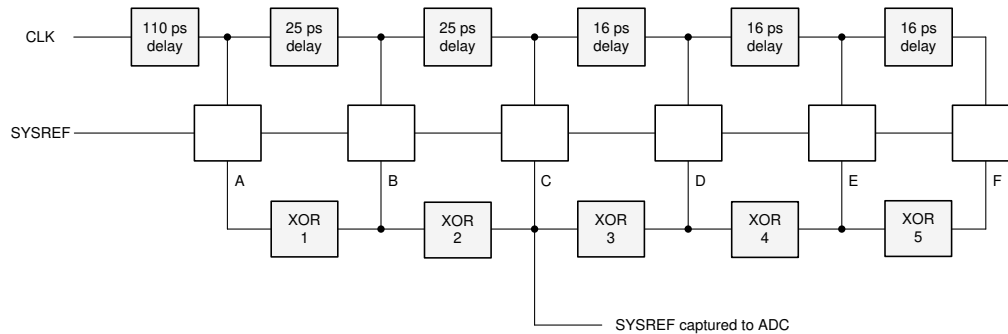 CLK
110 ps
delay
25 ps
delay
25 ps
delay
16 ps
delay
16 ps
delay
16 ps
delay
SYSREF
A
B
C
D
E
F
XOR
1
XOR
2
XOR
3
XOR
4
XOR
5
SYSREF captured to ADC